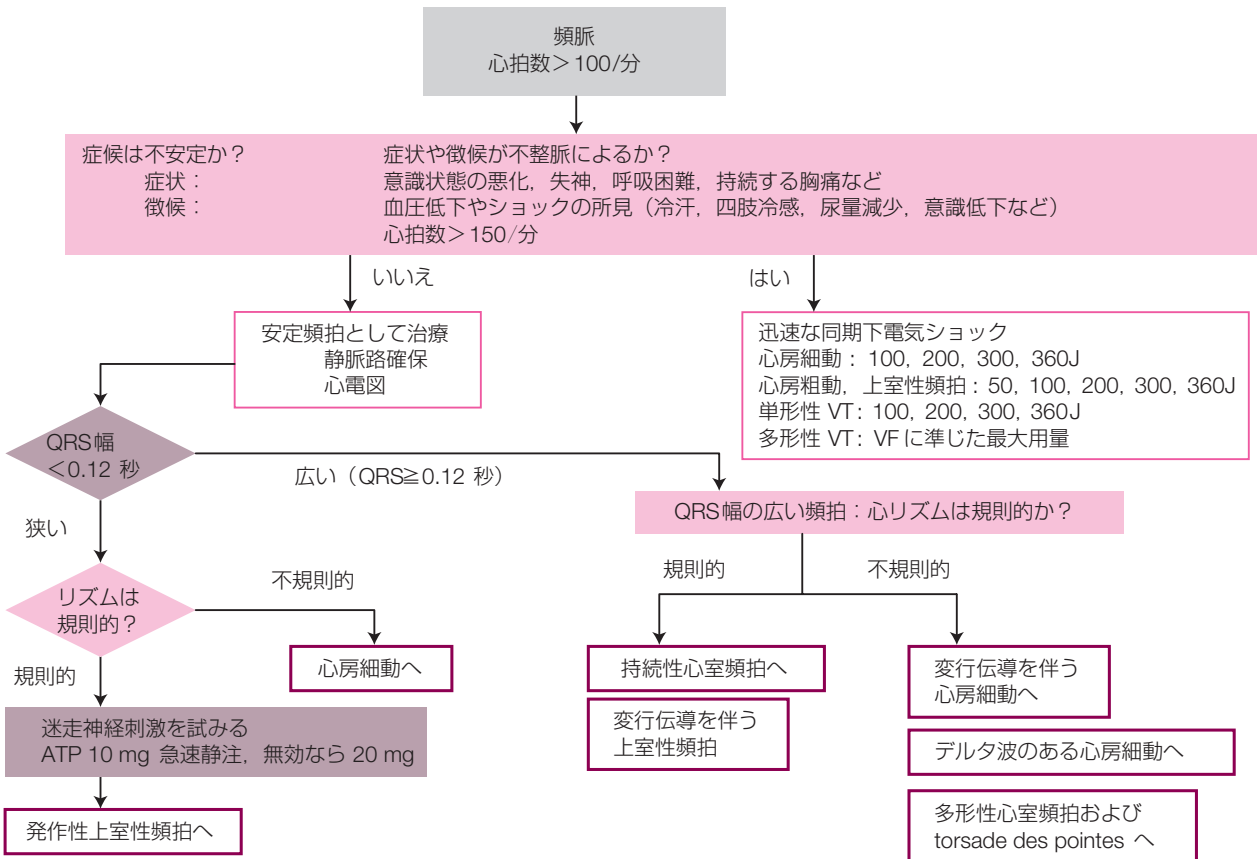 頻脈
心拍数＞100/分
症候は不安定か？ 症状や徴候が不整脈によるか？
症状： 意識状態の悪化，失神，呼吸困難，持続する胸痛など
徴候： 血圧低下やショックの所見（冷汗，四肢冷感，尿量減少，意識低下など）
心拍数＞150/分
いいえ
はい
安定頻拍として治療
静脈路確保
心電図
迅速な同期下電気ショック
心房細動：100, 200, 300, 360J
心房粗動，上室性頻拍：50, 100, 200, 300, 360J
単形性 VT：100, 200, 300, 360J
多形性 VT：VFに準じた最大用量
QRS幅
＜0.12 秒
広い（QRS≧0.12 秒）
狭い
QRS幅の広い頻拍：心リズムは規則的か？
リズムは
規則的？
不規則的
規則的
不規則的
心房細動へ
持続性心室頻拍へ
変行伝導を伴う
心房細動へ
規則的
迷走神経刺激を試みる
ATP 10 mg 急速静注，無効なら 20 mg
変行伝導を伴う
上室性頻拍
デルタ波のある心房細動へ
発作性上室性頻拍へ
多形性心室頻拍および
torsade des pointes へ